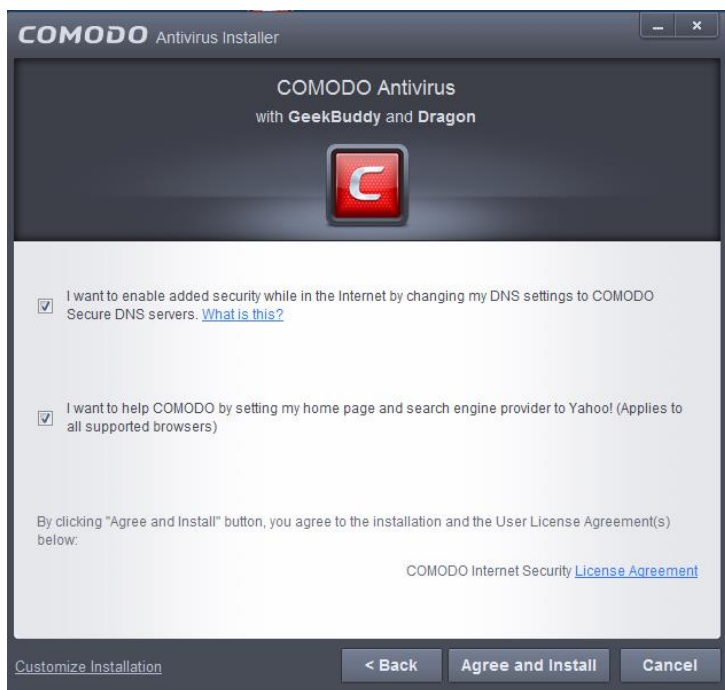 COMODO Antivirus Installer
COMODO Antivirus
with GeekBuddy and Dragon
C
I want to enable added security while in the Internet by changing my DNS settings to COMODO
Secure DNS servers. What is this?
I want to help COMODO by setting my home page and search engine provider to Yahoo! (Applies to
all supported browsers)
By clicking "Agree and Install" button, you agree to the installation and the User License Agreement(s)
below:
COMODO Internet Security License Agreement
Customize Installation
< Back
Agree and Install
Cancel